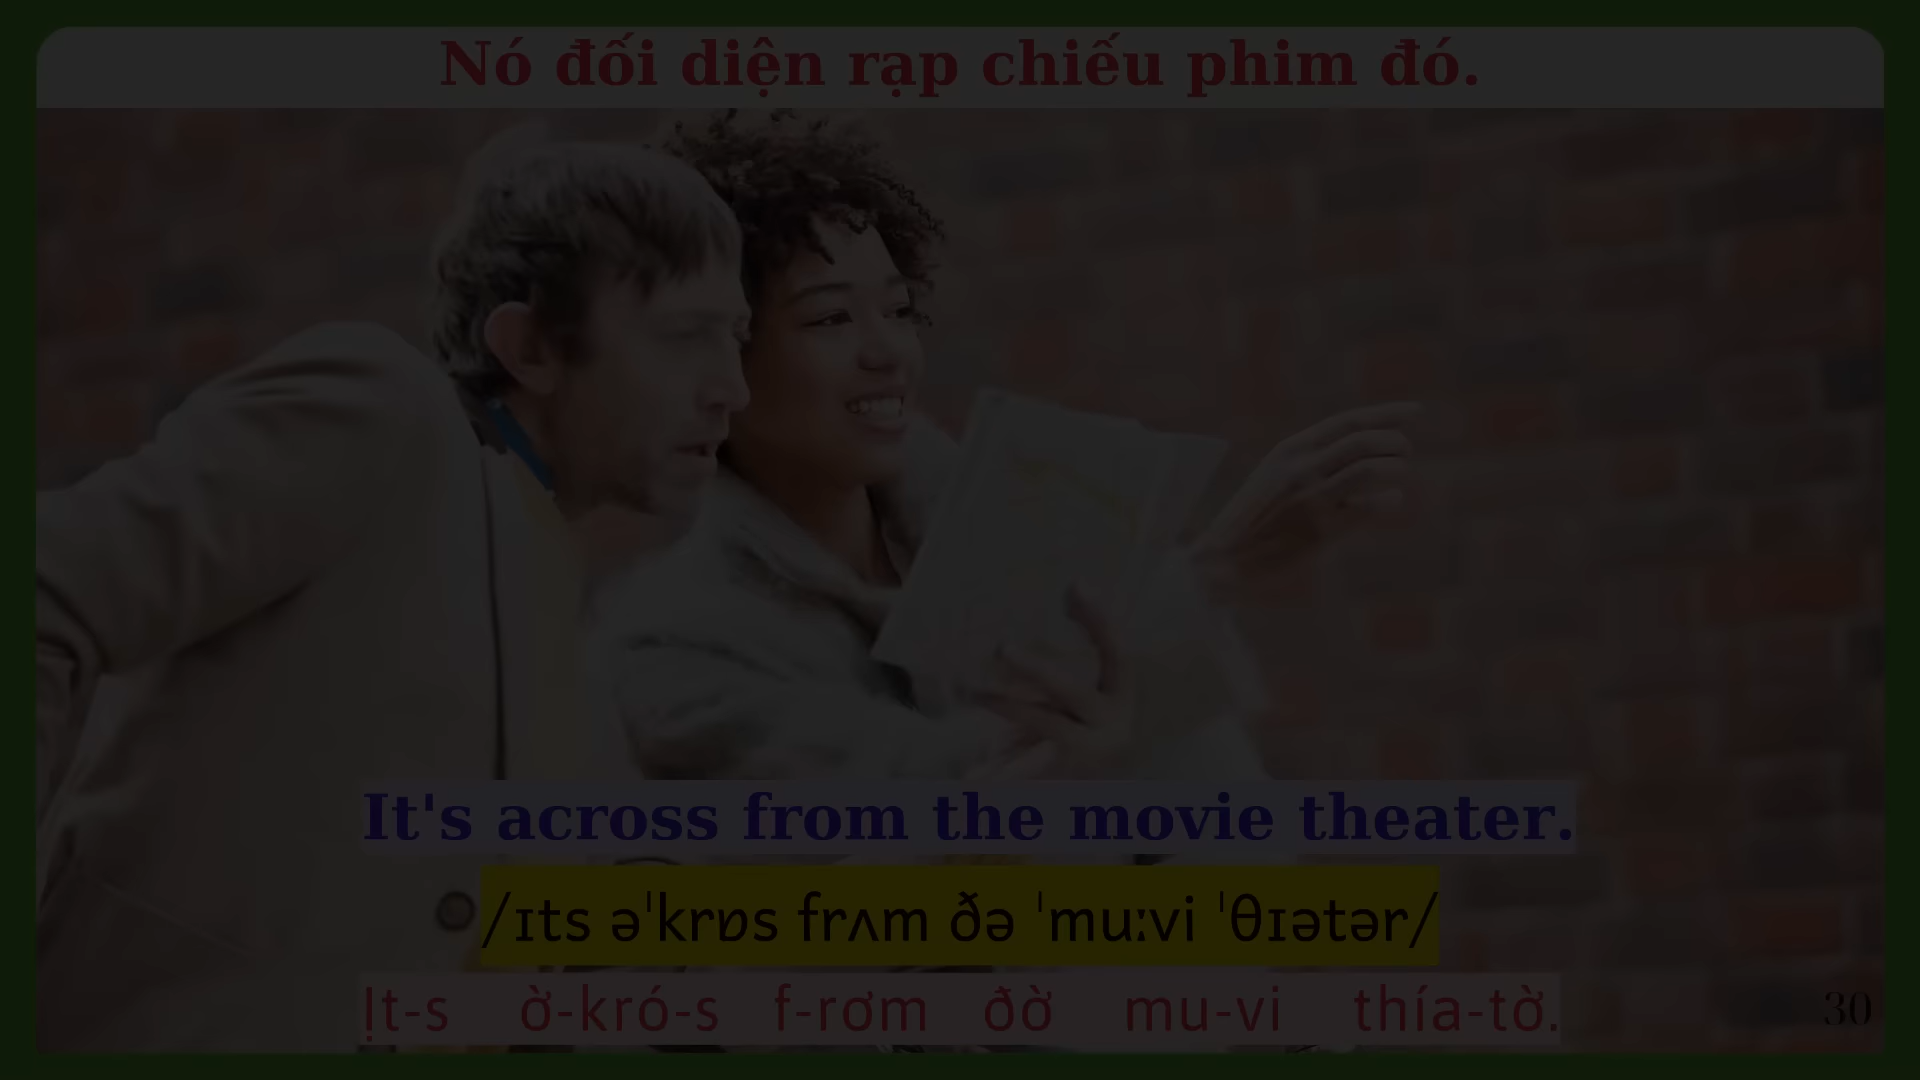 Nó đối diện rạp chiếu phim đó.
It's across from the movie theater.
/ɪts əˈkrɒs frʌm ðə ˈmuːvi ˈθɪətər/
Ịt-s ờ-kró-s f-rơm ðờ mu-vi thía-tờ.
30